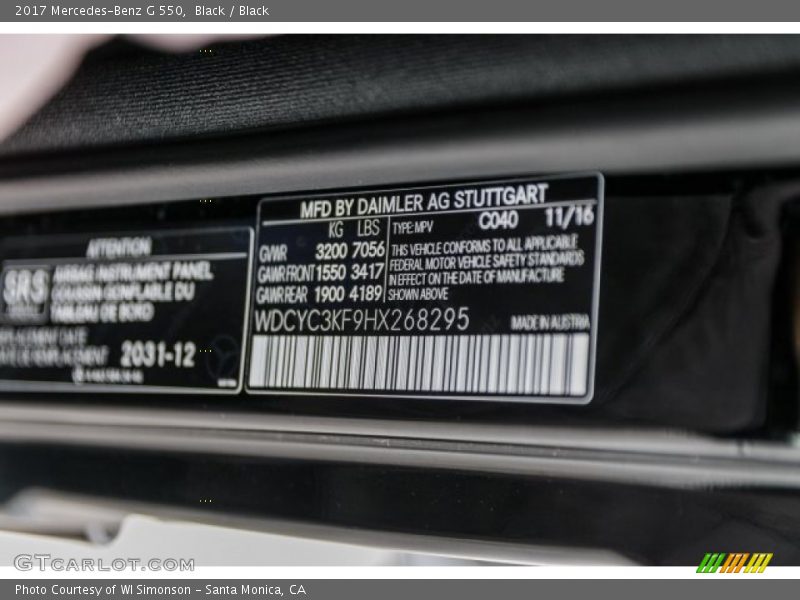 2017 Mercedes-Benz G 550, Black / Black
MFD BY DAIMLER AG STUTTGART
KG LBS TYPE: MPV C040 11/16
GVWR 3200 7056
GAWR FRONT 1550 3417
GAWR REAR 1900 4189
THIS VEHICLE CONFORMS TO ALL APPLICABLE
FEDERAL MOTOR VEHICLE SAFETY STANDARDS
IN EFFECT ON THE DATE OF MANUFACTURE
SHOWN ABOVE
WDCYC3KF9HX268295 MADE IN AUSTRIA
ATTENTION
SRS
AIRBAG INSTRUMENT PANEL
COUSSIN GONFLABLE DU
TABLEAU DE BORD
2031-12
GTCARLOT.COM
Photo Courtesy of WI Simonson - Santa Monica, CA